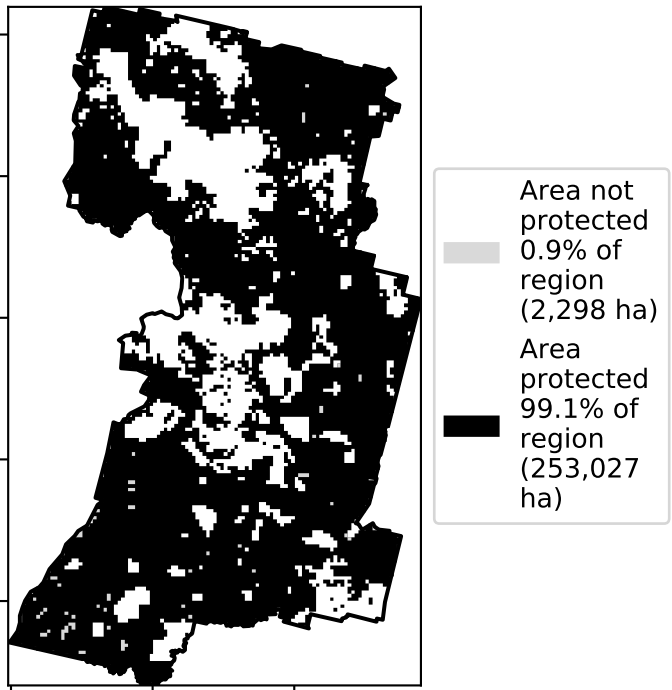 Area not
protected
0.9% of
region
(2,298 ha)
Area
protected
99.1% of
region
(253,027
ha)